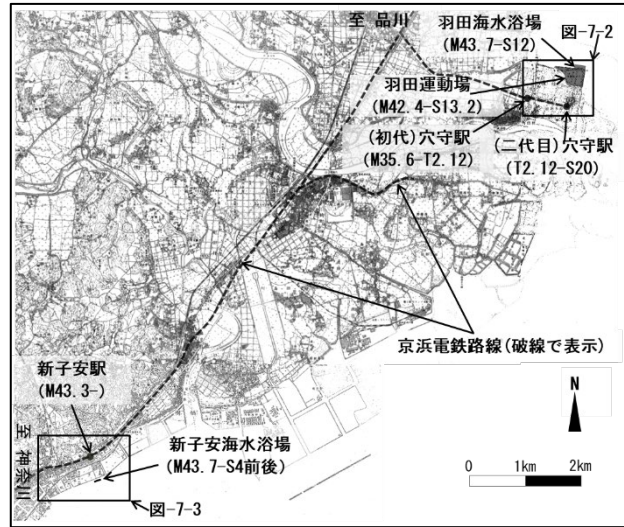 至 品川
羽田海水浴場
(M43.7-S12)
図-7-2
羽田運動場
(M42.4-S13.2)
(初代)穴守駅
(M35.6-T2.12)
(二代目)穴守駅
(T2.12-S20)
京浜電鉄路線(破線で表示)
新子安駅
(M43.3-)
至 神奈川
新子安海水浴場
(M43.7-S4前後)
図-7-3
N
0 1km 2km